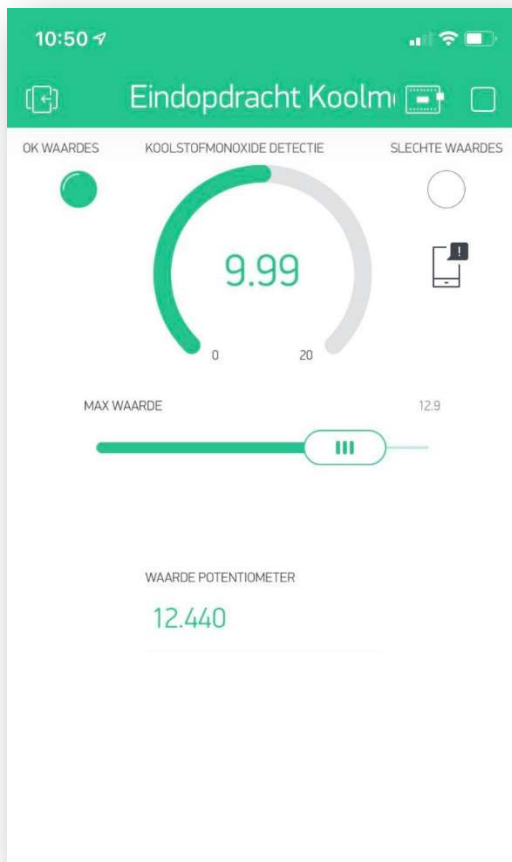 10:50
Eindopdracht Koolm
OK WAARDES
KOOLSTOFMONOXIDE DETECTIE
SLECHTE WAARDES
9.99
0 20
MAX WAARDE 12.9
WAARDE POTENTIOMETER
12.440